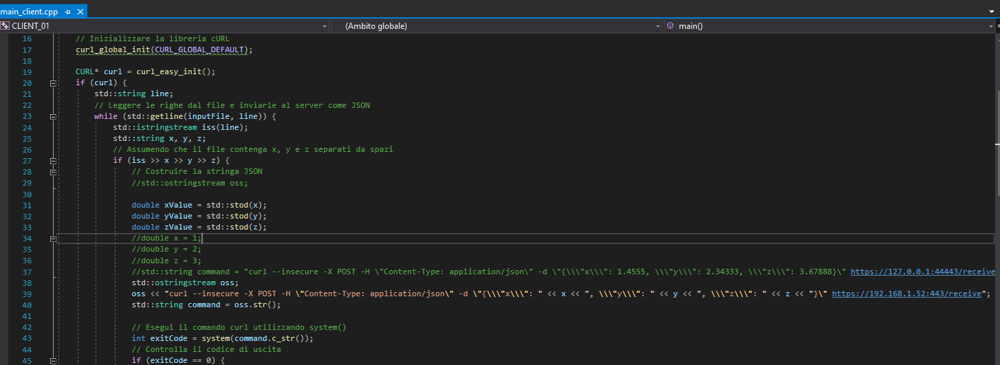 main_client.cpp
CLIENT_01 (Ambito globale) main()
16 // Inizializzare la libreria cURL
17 curl_global_init(CURL_GLOBAL_DEFAULT);
18
19 CURL* curl = curl_easy_init();
20 if (curl) {
21 std::string line;
22 // Leggere le righe dal file e inviarle al server come JSON
23 while (std::getline(inputFile, line)) {
24 std::istringstream iss(line);
25 std::string x, y, z;
26 // Assumendo che il file contenga x, y e z separati da spazi
27 if (iss >> x >> y >> z) {
28 // Costruire la stringa JSON
29 //std::ostringstream oss;
30
31 double xValue = std::stod(x);
32 double yValue = std::stod(y);
33 double zValue = std::stod(z);
34 //double x = 1;
35 //double y = 2;
36 //double z = 3;
37 //std::string command = "curl --insecure -X POST -H \"Content-Type: application/json\" -d \"{\\\"x\\\": 1.4555, \\\"y\\\": 2.34333, \\\"z\\\": 3.67888}\" https://127.0.0.1:44443/receive
38 std::ostringstream oss;
39 oss << "curl --insecure -X POST -H \"Content-Type: application/json\" -d \"{\\\"x\\\": " << x << ", \\\"y\\\": " << y << ", \\\"z\\\": " << z << "}\" https://192.168.1.52:443/receive";
40 std::string command = oss.str();
41
42 // Esegui il comando curl utilizzando system()
43 int exitCode = system(command.c_str());
44 // Controlla il codice di uscita
45 if (exitCode == 0) {